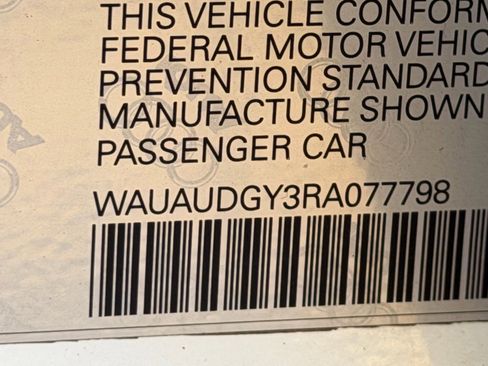 THIS VEHICLE CONFORM
FEDERAL MOTOR VEHIC
PREVENTION STANDARD
MANUFACTURE SHOWN
PASSENGER CAR
WAUAUDGY3RA077798